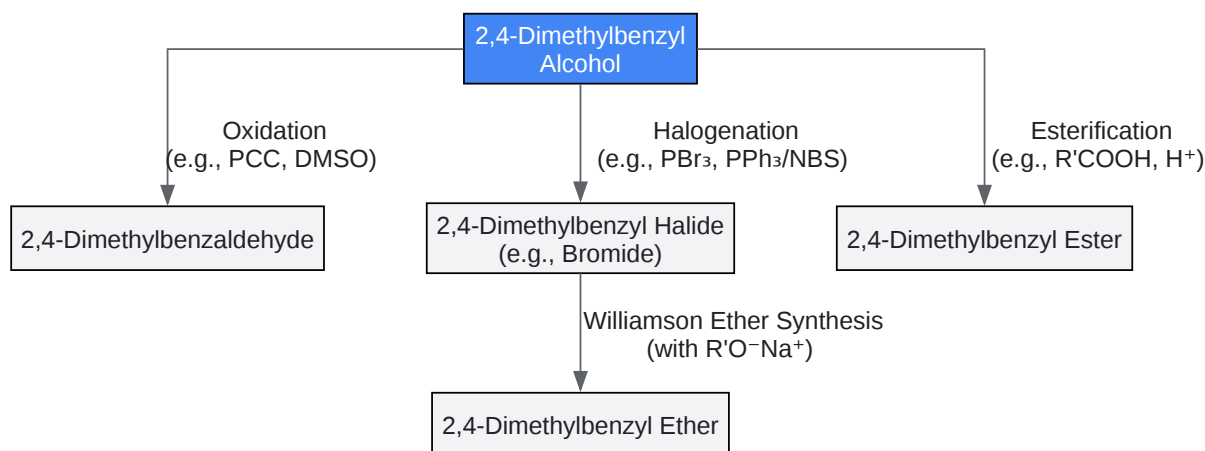 2,4-Dimethylbenzyl
Alcohol
Oxidation
(e.g., PCC, DMSO)
Halogenation
(e.g., PBr₃, PPh₃/NBS)
Esterification
(e.g., R'COOH, H⁺)
2,4-Dimethylbenzaldehyde
2,4-Dimethylbenzyl Halide
(e.g., Bromide)
2,4-Dimethylbenzyl Ester
Williamson Ether Synthesis
(with R'O⁻Na⁺)
2,4-Dimethylbenzyl Ether